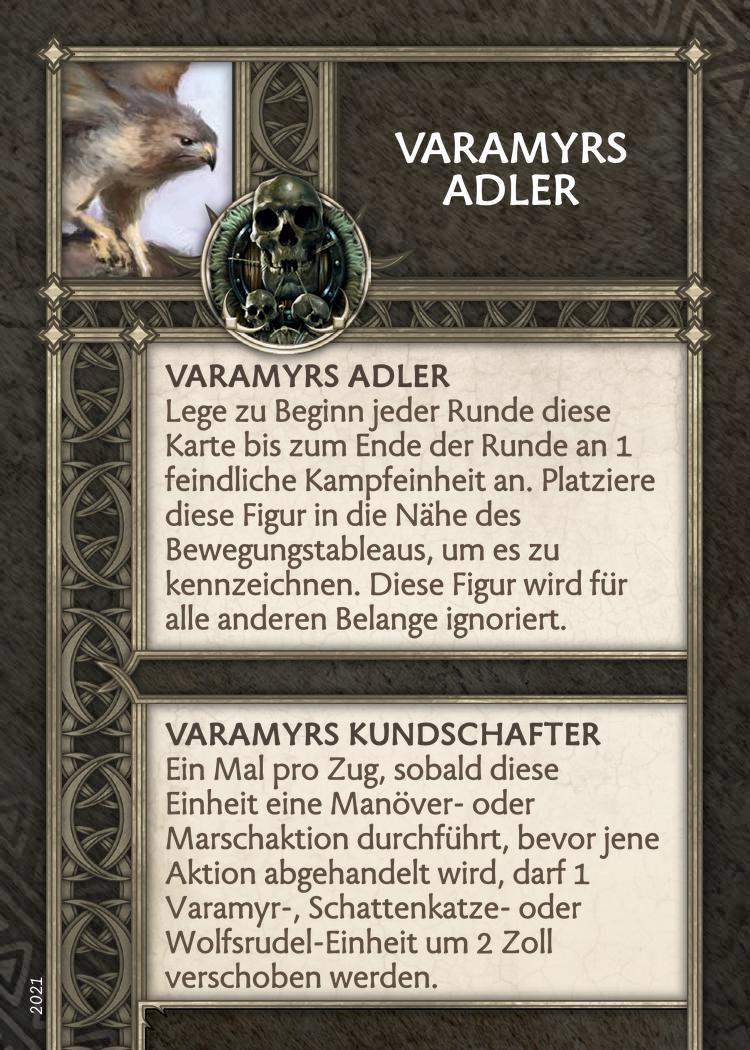 VARAMYRS
ADLER
VARAMYRS ADLER
Lege zu Beginn jeder Runde diese
Karte bis zum Ende der Runde an 1
feindliche Kampfeinheit an. Platziere
diese Figur in die Nähe des
Bewegungstableaus, um es zu
kennzeichnen. Diese Figur wird für
alle anderen Belange ignoriert.
VARAMYRS KUNDSCHAFTER
Ein Mal pro Zug, sobald diese
Einheit eine Manöver- oder
Marschaktion durchführt, bevor jene
Aktion abgehandelt wird, darf 1
Varamyr-, Schattenkatze- oder
Wolfsrudel-Einheit um 2 Zoll
verschoben werden.
2021